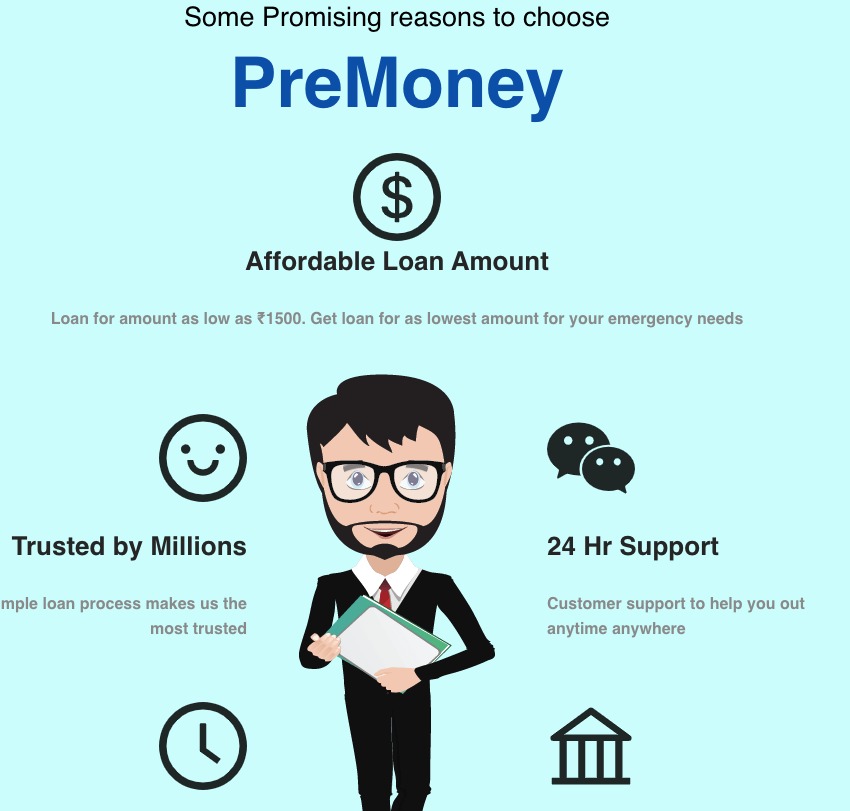 Some Promising reasons to choose
PreMoney
$
Affordable Loan Amount
Loan for amount as low as ₹1500. Get loan for as lowest amount for your emergency needs
Trusted by Millions
mple loan process makes us the
most trusted
24 Hr Support
Customer support to help you out
anytime anywhere